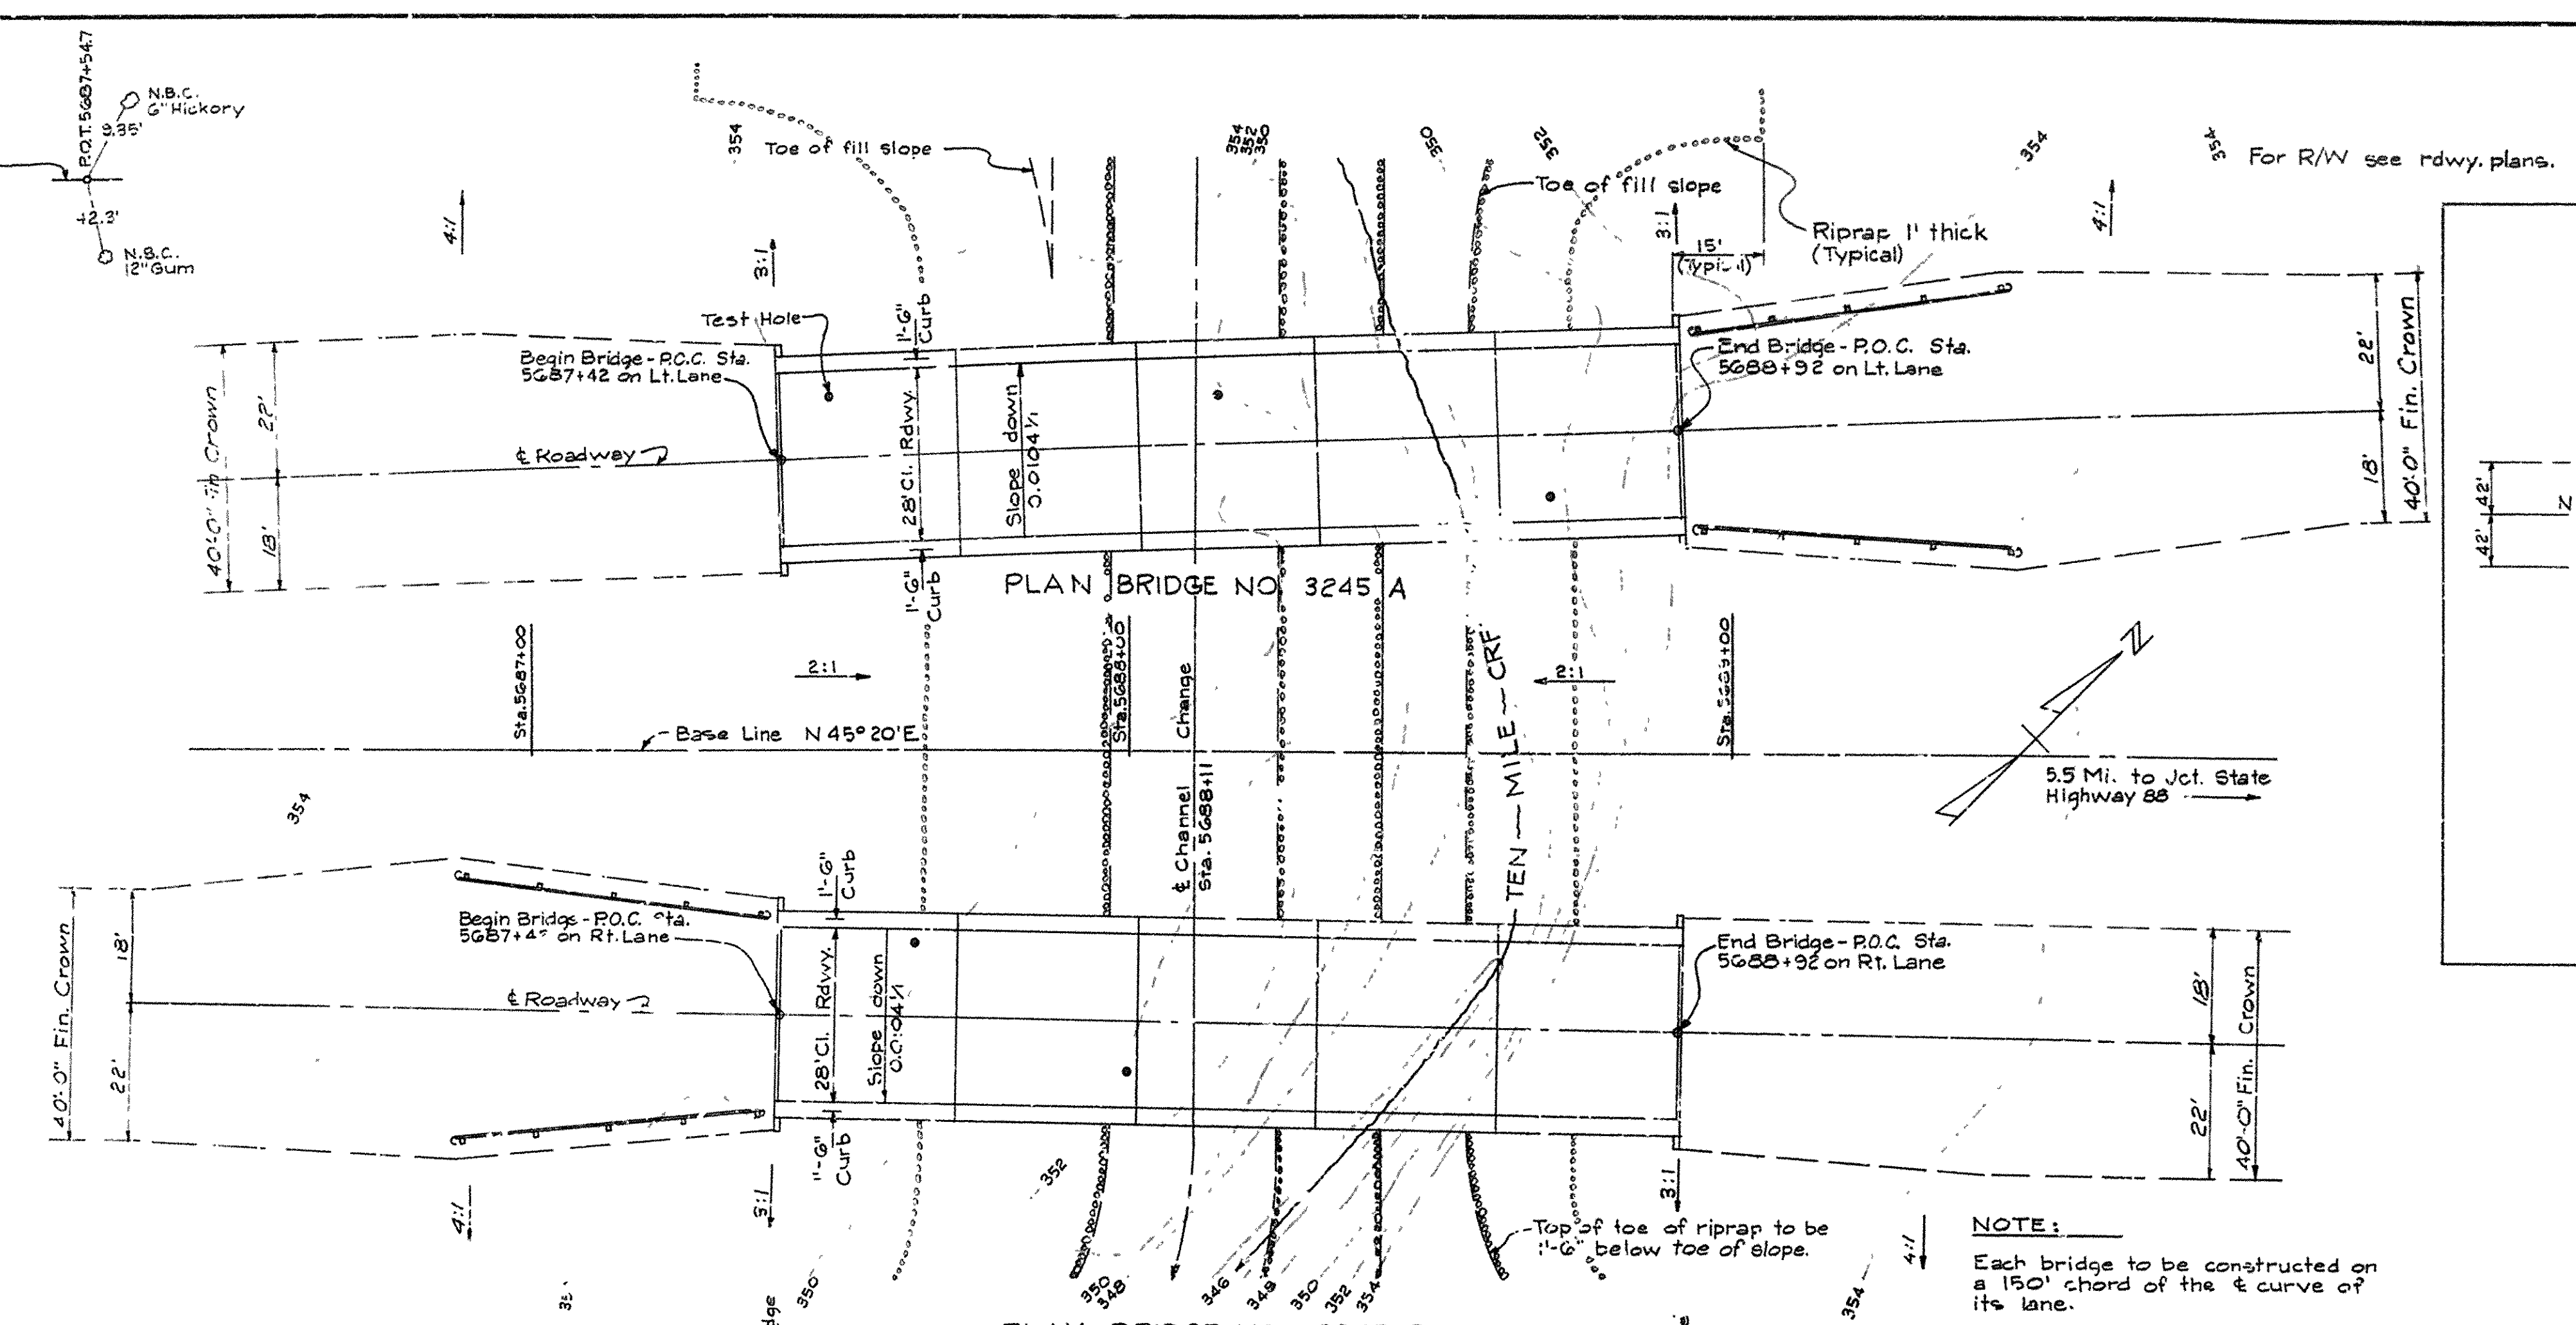 P.O.T. 5687+54.7
N.B.C.
6" Hickory
9.35'
N.B.C.
12" Gum
4:1
3:1
354
Toe of fill slope
354
352
350
350
352
Toe of fill slope
3:1
15'
(Typical)
Riprap 1' thick
(Typical)
354
4:1
354
For R/W see rdwy. plans.
Test Hole
1'-6"
Curb
Begin Bridge - P.C.C. Sta.
5687+42 on Lt. Lane
End Bridge - P.O.C. Sta.
5688+92 on Lt. Lane
22'
18'
Crown
40'-0"
℄ Roadway
28' Cl. Rdwy.
Slope down
0.0104'/1
22'
18'
40'-0" Fin. Crown
42'
42'
Z
1'-6"
Curb
PLAN BRIDGE NO 3245 A
Sta. 5687+00
2:1
Sta. 5688+00
℄ Channel Change
Sta. 5688+11
2:1
Base Line N 45° 20' E
TEN MILE
N
5.5 Mi. to Jct. State
Highway 88
354
1'-6"
Curb
Begin Bridge - P.O.C.
on Rt. Lane
End Bridge - P.O.C. Sta.
5688+92 on Rt. Lane
40'-0" Fin. Crown
18'
22'
℄ Roadway
28' Cl. Rdwy.
Slope down
18'
22'
40'-0" Fin. Crown
1'-6"
Curb
4:1
3:1
352
350
350
348
346
348
350
352
354
Top of toe of riprap to be
1'-6" below toe of slope.
3:1
4:1
354
NOTE:
Each bridge to be constructed on
a 150' chord of the ℄ curve of
its lane.